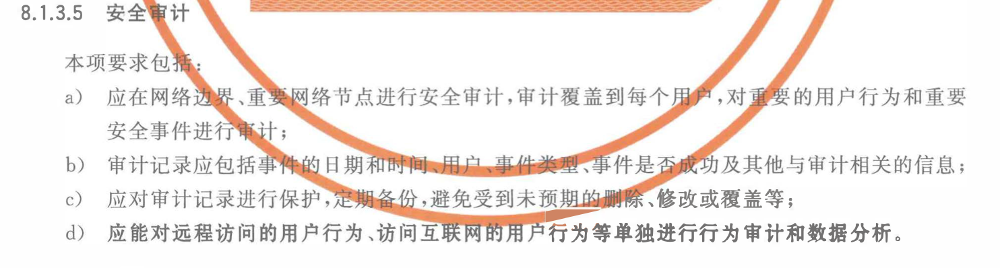 8.1.3.5 安全审计
本项要求包括:
a) 应在网络边界、重要网络节点进行安全审计,审计覆盖到每个用户,对重要的用户行为和重要
安全事件进行审计;
b) 审计记录应包括事件的日期和时间、用户、事件类型、事件是否成功及其他与审计相关的信息;
c) 应对审计记录进行保护,定期备份,避免受到未预期的删除、修改或覆盖等;
d) 应能对远程访问的用户行为、访问互联网的用户行为等单独进行行为审计和数据分析。